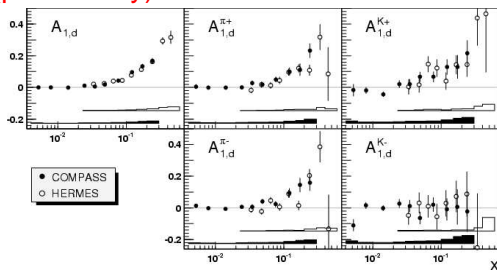 0.4
A1,d
A1,dπ+
A1,dK+
0.2
0
-0.2
10-2 10-1
A1,dπ-
A1,dK-
0.4
0.2
0
-0.2
COMPASS
HERMES
10-2 10-1 10-2 10-1 x